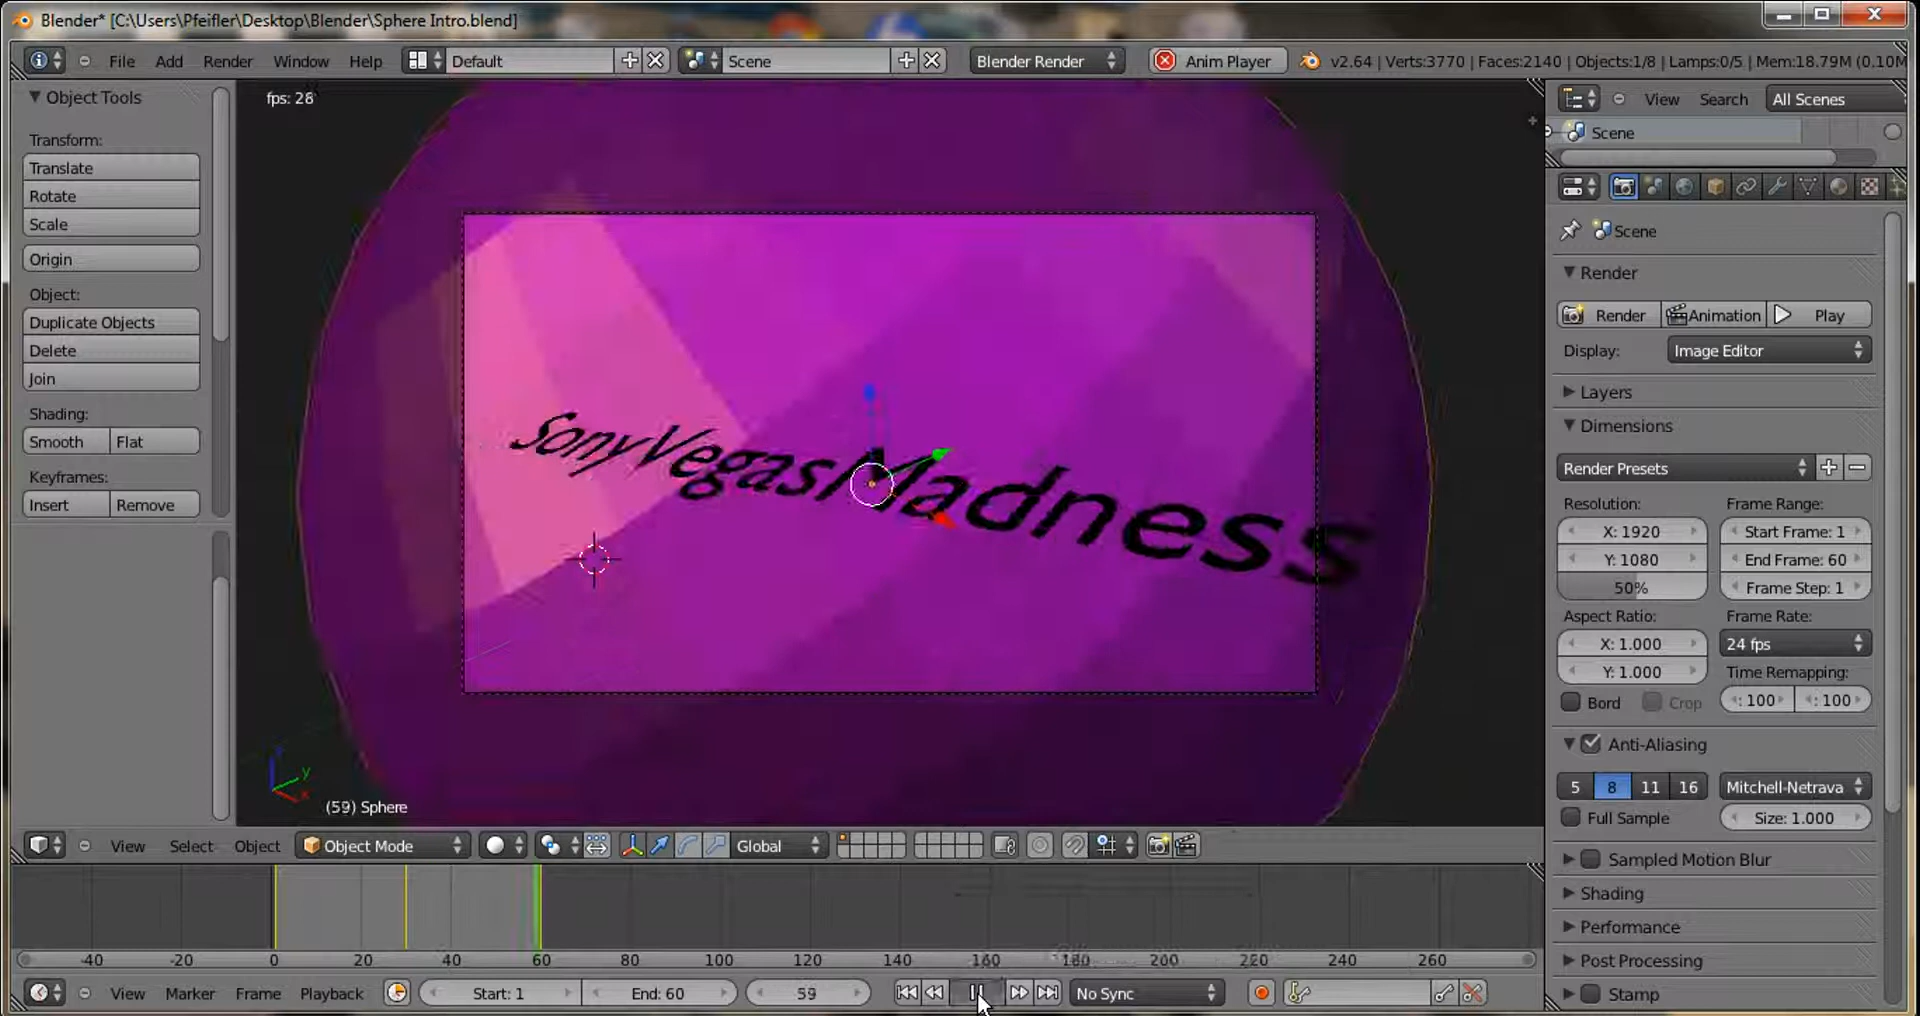 Blender* [C:\Users\Pfeifler\Desktop\Blender\Sphere Intro.blend]
File Add Render Window Help Default Scene Blender Render Anim Player v2.64 | Verts:3770 | Faces:2140 | Objects:1/8 | Lamps:0/5 | Mem:18.79M (0.10M
Object Tools
Transform:
Translate
Rotate
Scale
Origin
Object:
Duplicate Objects
Delete
Join
Shading:
Smooth Flat
Keyframes:
Insert Remove
fps: 28
SonyVegasMadness
y
x
(59) Sphere
View Select Object Object Mode Global
-40 -20 0 20 40 60 80 100 120 140 160 180 200 220 240 260
View Marker Frame Playback Start: 1 End: 60 59 No Sync
View Search All Scenes
Scene
Scene
Render
Render Animation Play
Display: Image Editor
Layers
Dimensions
Render Presets
Resolution: Frame Range:
X: 1920 Start Frame: 1
Y: 1080 End Frame: 60
50% Frame Step: 1
Aspect Ratio: Frame Rate:
X: 1.000 24 fps
Y: 1.000 Time Remapping:
Bord Crop : 100 : 100
Anti-Aliasing
5 8 11 16 Mitchell-Netrava
Full Sample Size: 1.000
Sampled Motion Blur
Shading
Performance
Post Processing
Stamp